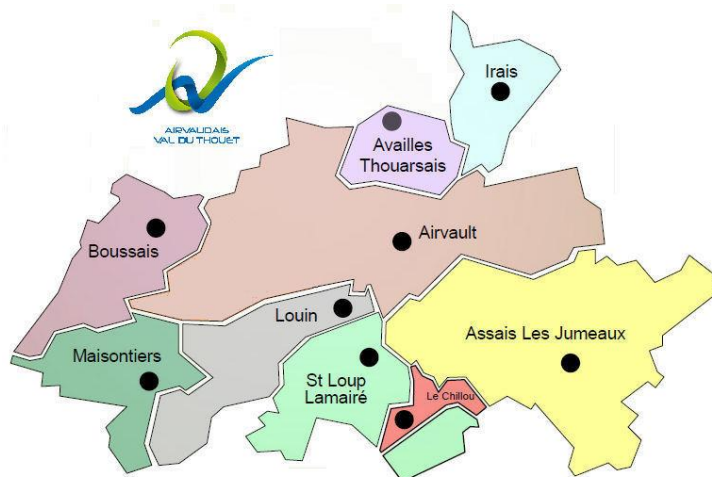 AIRVAUDAIS
VAL DU THOUET
Irais
Availles
Thouarsais
Airvault
Boussais
Louin
Assais Les Jumeaux
Maisontiers
St Loup
Lamairé
Le Chillou